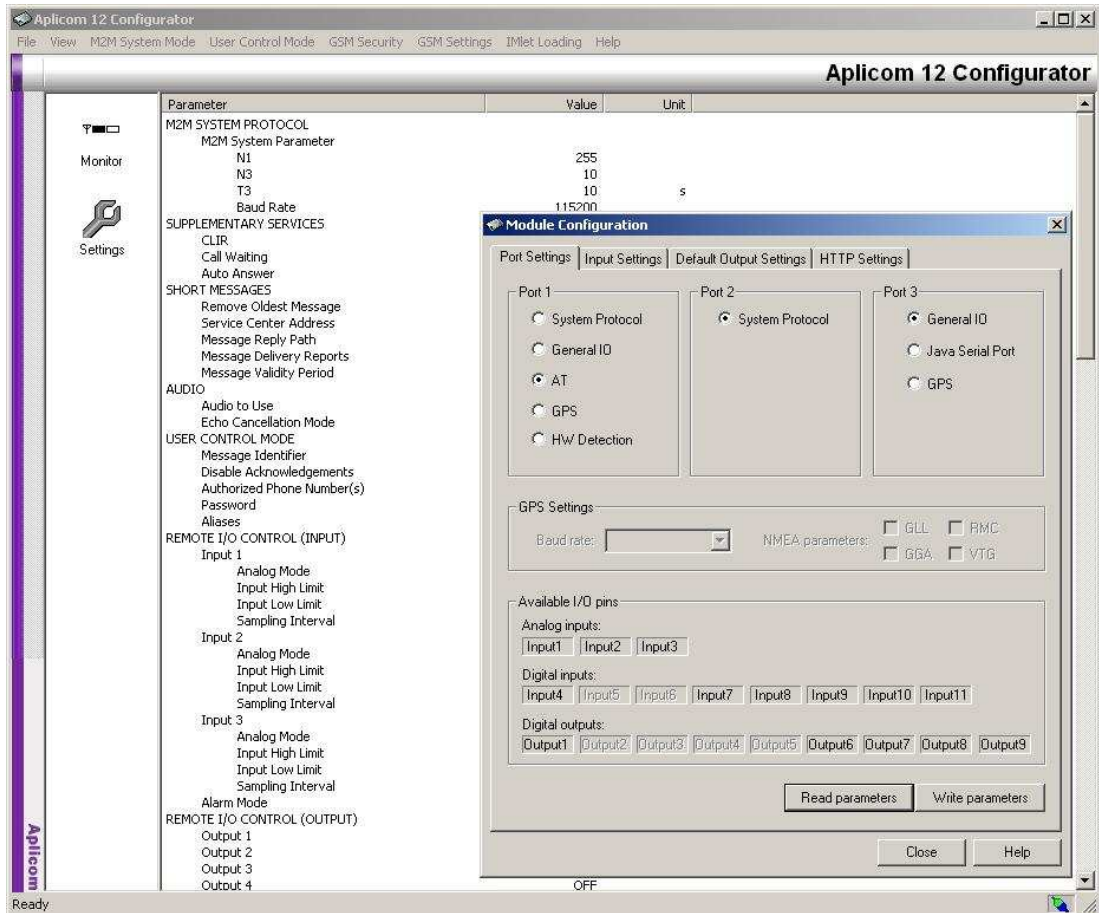 Aplicom 12 Configurator
File View M2M System Mode User Control Mode GSM Security GSM Settings IMlet Loading Help
Aplicom 12 Configurator
Monitor
Settings
Aplicom
Parameter Value Unit
M2M SYSTEM PROTOCOL
M2M System Parameter
N1 255
N3 10
T3 10 s
Baud Rate 115200
SUPPLEMENTARY SERVICES
CLIR
Call Waiting
Auto Answer
SHORT MESSAGES
Remove Oldest Message
Service Center Address
Message Reply Path
Message Delivery Reports
Message Validity Period
AUDIO
Audio to Use
Echo Cancellation Mode
USER CONTROL MODE
Message Identifier
Disable Acknowledgements
Authorized Phone Number(s)
Password
Aliases
REMOTE I/O CONTROL (INPUT)
Input 1
Analog Mode
Input High Limit
Input Low Limit
Sampling Interval
Input 2
Analog Mode
Input High Limit
Input Low Limit
Sampling Interval
Input 3
Analog Mode
Input High Limit
Input Low Limit
Sampling Interval
Alarm Mode
REMOTE I/O CONTROL (OUTPUT)
Output 1
Output 2
Output 3
Output 4 OFF
Module Configuration
Port Settings Input Settings Default Output Settings HTTP Settings
Port 1
System Protocol
General IO
AT
GPS
HW Detection
Port 2
System Protocol
Port 3
General IO
Java Serial Port
GPS
GPS Settings
Baud rate: NMEA parameters: GLL RMC
GGA VTG
Available I/O pins
Analog inputs:
Input1 Input2 Input3
Digital inputs:
Input4 Input5 Input6 Input7 Input8 Input9 Input10 Input11
Digital outputs:
Output1 Output2 Output3 Output4 Output5 Output6 Output7 Output8 Output9
Read parameters Write parameters
Close Help
Ready